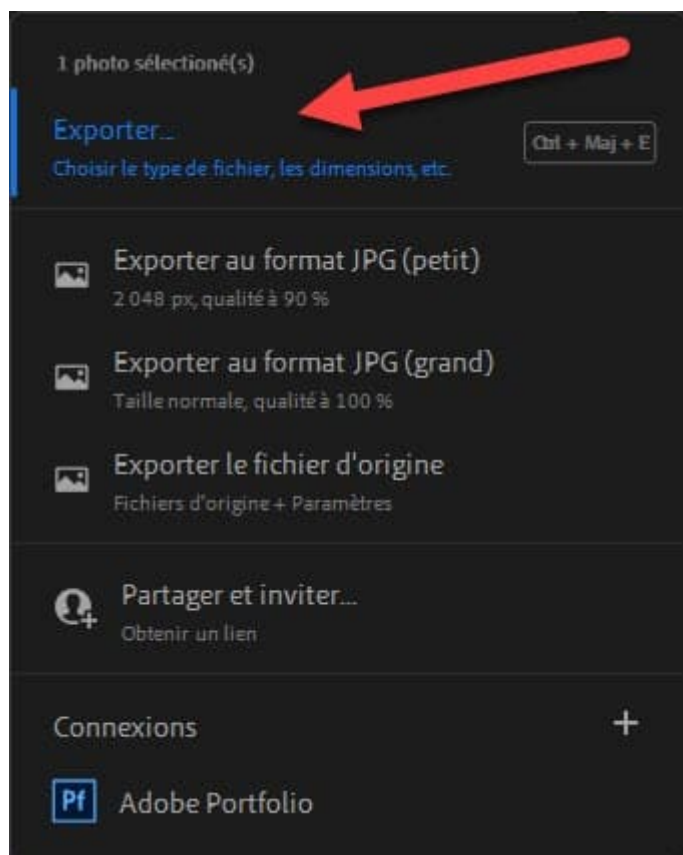 1 photo sélectioné(s)
Exporter...
Ctrl + Maj + E
Choisir le type de fichier, les dimensions, etc.
Exporter au format JPG (petit)
2 048 px, qualité à 90 %
Exporter au format JPG (grand)
Taille normale, qualité à 100 %
Exporter le fichier d'origine
Fichiers d'origine + Paramètres
Partager et inviter...
Obtenir un lien
Connexions +
Pf Adobe Portfolio